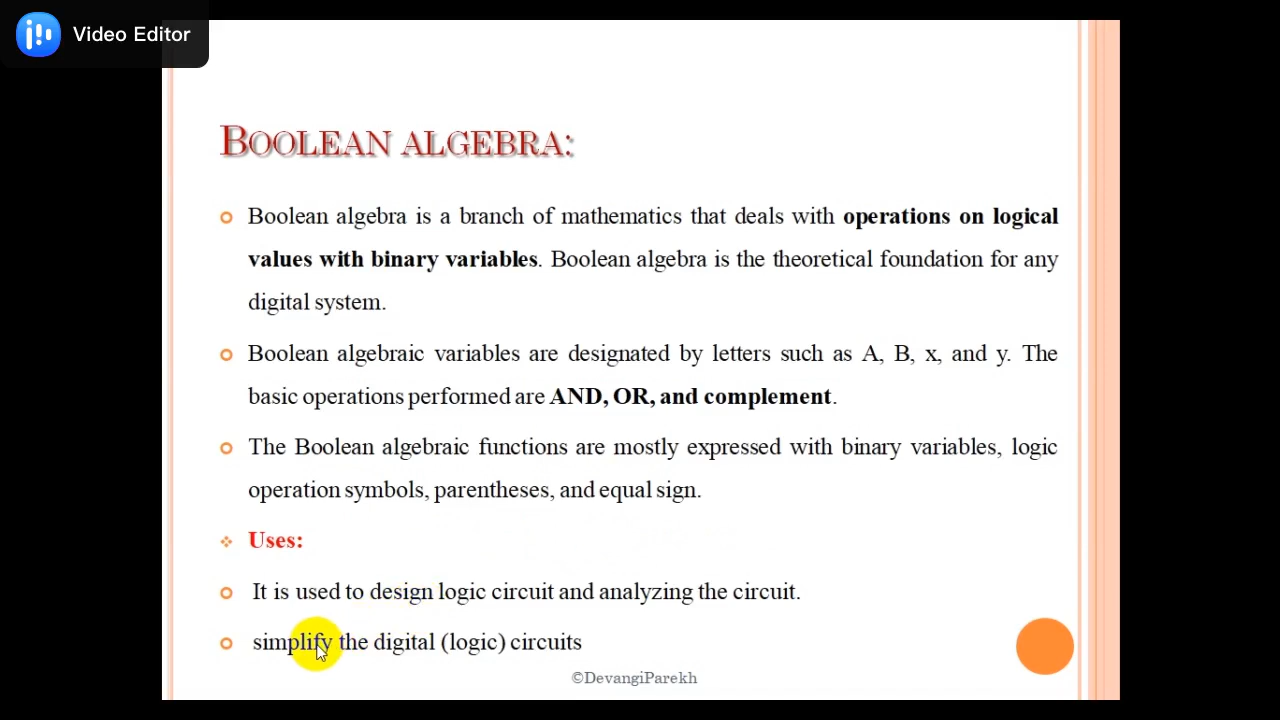 Video Editor
BOOLEAN ALGEBRA:
Boolean algebra is a branch of mathematics that deals with operations on logical
values with binary variables. Boolean algebra is the theoretical foundation for any
digital system.
Boolean algebraic variables are designated by letters such as A, B, x, and y. The
basic operations performed are AND, OR, and complement.
The Boolean algebraic functions are mostly expressed with binary variables, logic
operation symbols, parentheses, and equal sign.
Uses:
It is used to design logic circuit and analyzing the circuit.
simplify the digital (logic) circuits
©DevangiParekh